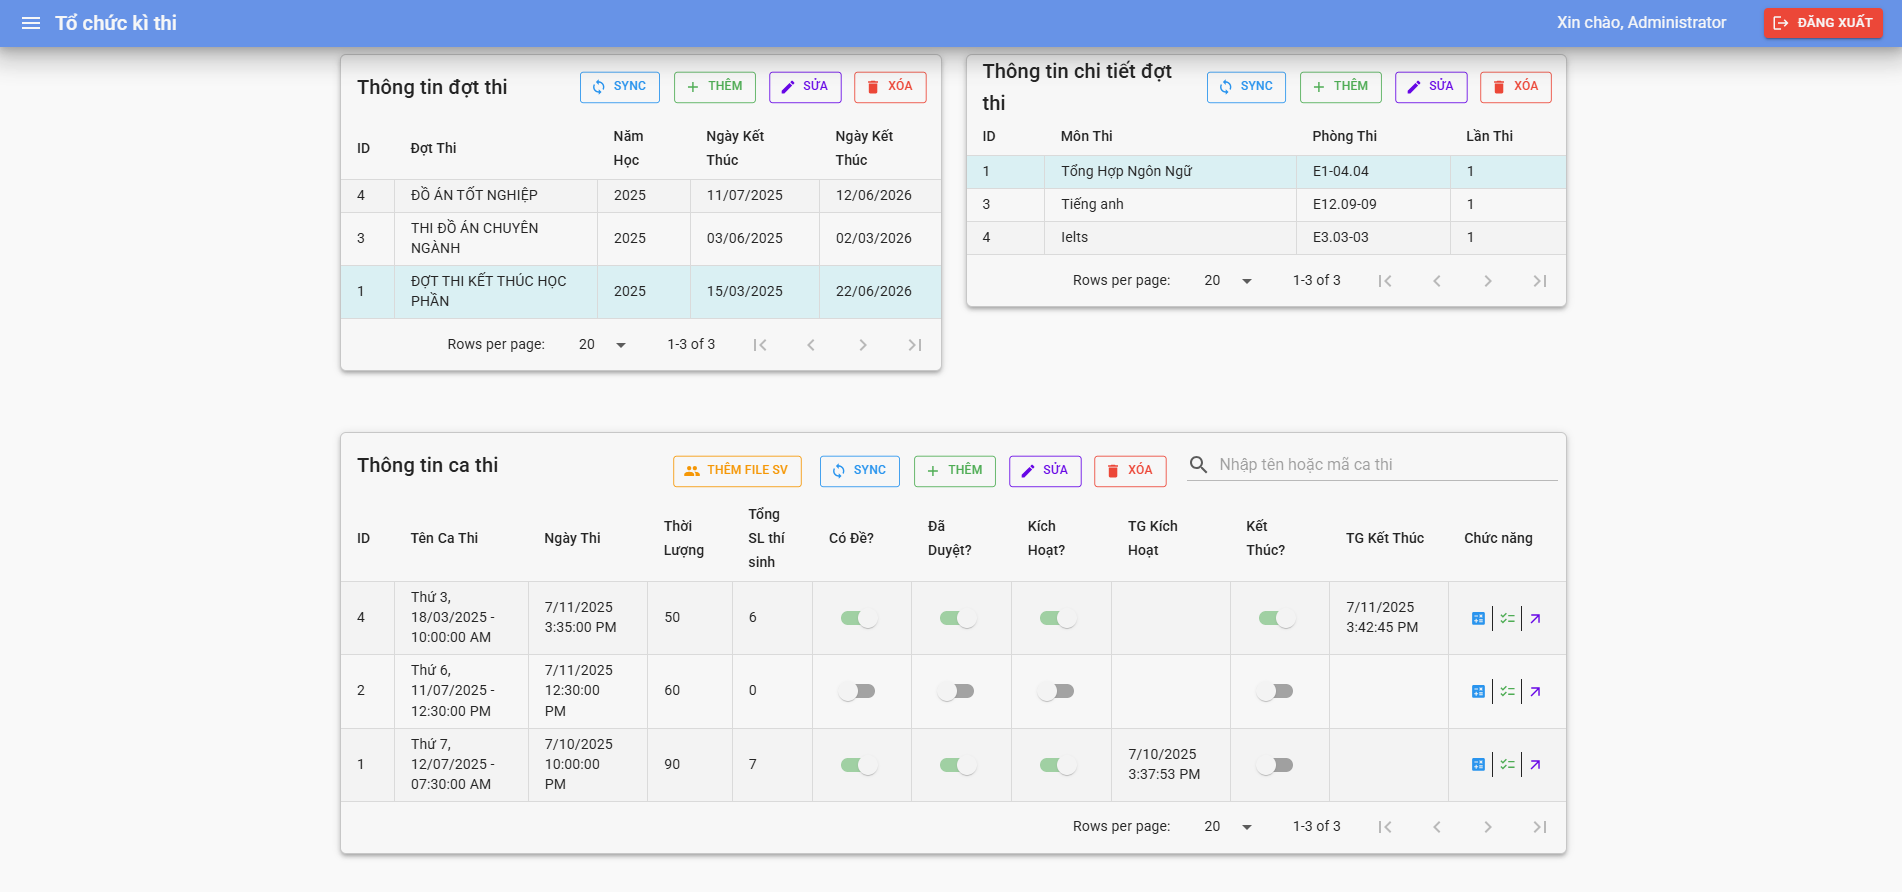 Tổ chức kì thi
Xin chào, Administrator
ĐĂNG XUẤT
Thông tin đợt thi
SYNC
THÊM
SỬA
XÓA
ID
Đợt Thi
Năm
Học
Ngày Kết
Thúc
Ngày Kết
Thúc
4
ĐỒ ÁN TỐT NGHIỆP
2025
11/07/2025
12/06/2026
3
THI ĐỒ ÁN CHUYÊN
NGÀNH
2025
03/06/2025
02/03/2026
1
ĐỢT THI KẾT THÚC HỌC
PHẦN
2025
15/03/2025
22/06/2026
Rows per page:
20
1-3 of 3
Thông tin chi tiết đợt
thi
SYNC
THÊM
SỬA
XÓA
ID
Môn Thi
Phòng Thi
Lần Thi
1
Tổng Hợp Ngôn Ngữ
E1-04.04
1
3
Tiếng anh
E12.09-09
1
4
Ielts
E3.03-03
1
Rows per page:
20
1-3 of 3
Thông tin ca thi
THÊM FILE SV
SYNC
THÊM
SỬA
XÓA
Nhập tên hoặc mã ca thi
ID
Tên Ca Thi
Ngày Thi
Thời
Lượng
Tổng
SL thí
sinh
Có Đề?
Đã
Duyệt?
Kích
Hoạt?
TG Kích
Hoạt
Kết
Thúc?
TG Kết Thúc
Chức năng
4
Thứ 3,
18/03/2025 -
10:00:00 AM
7/11/2025
3:35:00 PM
50
6
7/11/2025
3:42:45 PM
2
Thứ 6,
11/07/2025 -
12:30:00 PM
7/11/2025
12:30:00
PM
60
0
1
Thứ 7,
12/07/2025 -
07:30:00 AM
7/10/2025
10:00:00
PM
90
7
7/10/2025
3:37:53 PM
Rows per page:
20
1-3 of 3